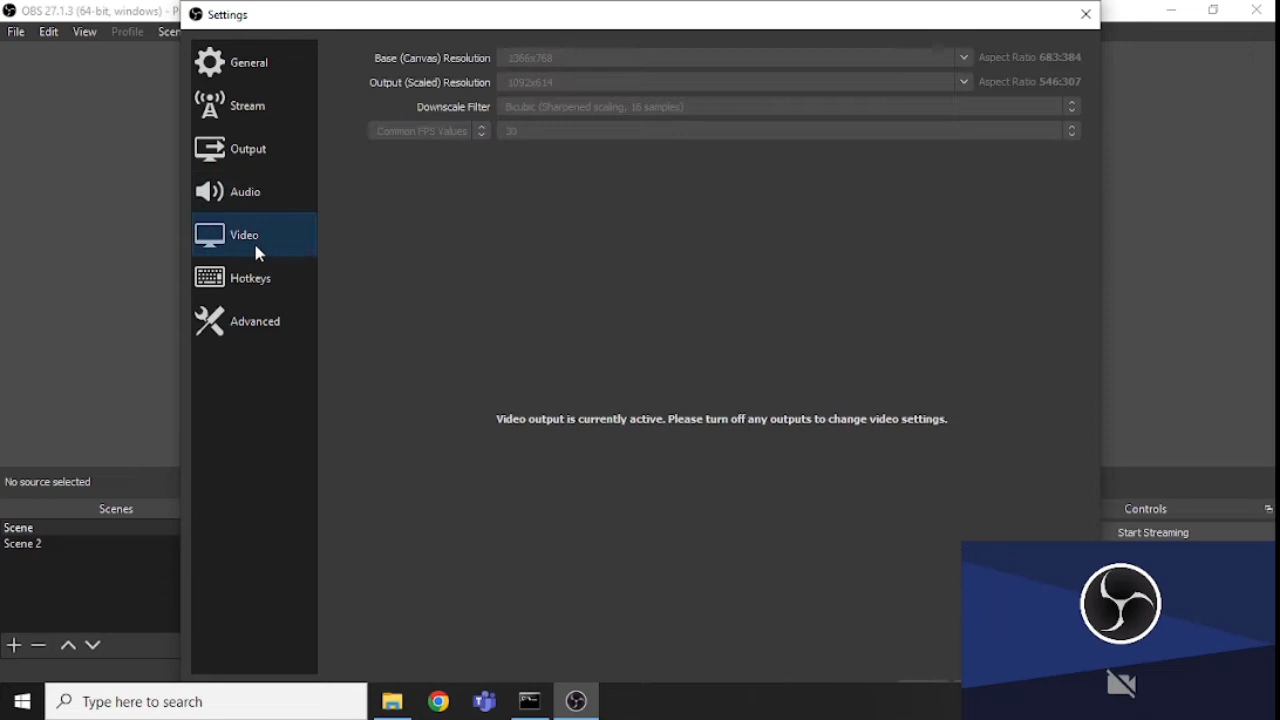 OBS 27.1.3 (64-bit, windows) - P
Settings
File Edit View Profile Scen
General
Stream
Output
Audio
Video
Hotkeys
Advanced
Base (Canvas) Resolution 1366x768 Aspect Ratio 683:384
Output (Scaled) Resolution 1092x614 Aspect Ratio 546:307
Downscale Filter Bicubic (Sharpened scaling, 16 samples)
Common FPS Values 30
Video output is currently active. Please turn off any outputs to change video settings.
No source selected
Scenes
Scene
Scene 2
Controls
Start Streaming
Type here to search